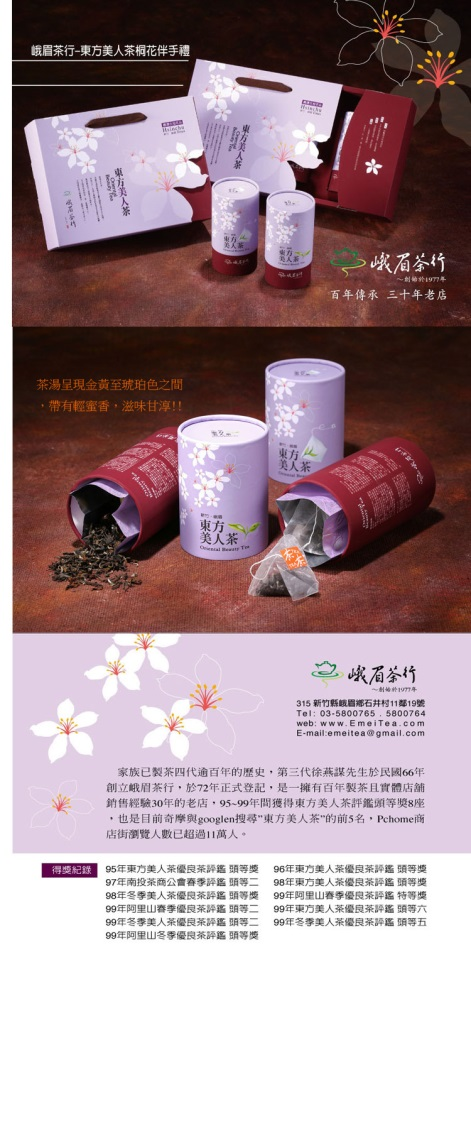 峨眉茶行-東方美人茶桐花伴手禮
Hsinchu
東方美人茶
Hsinchu
東方美人茶
峨眉茶行
東方美人茶
東方美人茶
峨眉茶行
~創始於1977年
百年傳承 三十年老店
茶湯呈現金黃至琥珀色之間
，帶有輕蜜香，滋味甘淳!!
東方
美人茶
東方
美人茶
Oriental Beauty Tea
峨眉茶行
~創始於1977年
315 新竹縣峨眉鄉石井村11鄰19號
Tel: 03-5800765 . 5800764
web: www.EmeiTea.com
E-mail:emeitea@gmail.com
家族已製茶四代逾百年的歷史，第三代徐燕謀先生於民國66年
創立峨眉茶行，於72年正式登記，是一擁有百年製茶且實體店舖
銷售經驗30年的老店，95~99年間獲得東方美人茶評鑑頭等獎8座
，也是目前奇摩與googlen搜尋”東方美人茶”的前5名，Pchome商
店街瀏覽人數已超過11萬人。
得獎紀錄
95年東方美人茶優良茶評鑑 頭等獎 96年東方美人茶優良茶評鑑 頭等獎
97年南投茶商公會春季評鑑 頭等二 98年東方美人茶優良茶評鑑 頭等獎
98年冬季美人茶優良茶評鑑 頭等獎 99年阿里山春季優良茶評鑑 特等獎
99年阿里山春季優良茶評鑑 頭等二 99年東方美人茶優良茶評鑑 頭等六
99年冬季美人茶優良茶評鑑 頭等二 99年冬季美人茶優良茶評鑑 頭等五
99年阿里山冬季優良茶評鑑 頭等獎